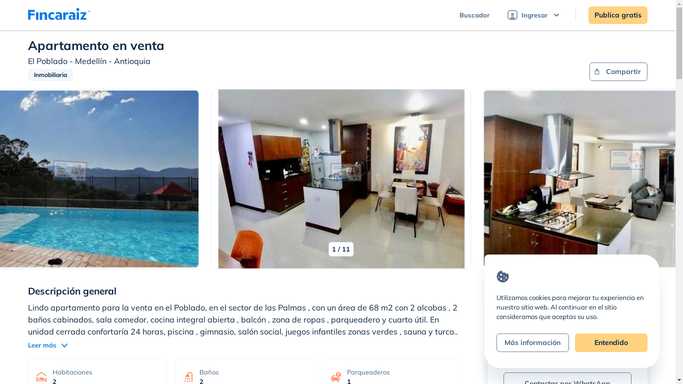 Fincaraiz
Buscador
Ingresar
Publica gratis
Apartamento en venta
El Poblado - Medellín - Antioquia
Inmobiliaria
Compartir
1 / 11
Descripción general
Lindo apartamento para la venta en el Poblado, en el sector de las Palmas , con un área de 68 m2 con 2 alcobas , 2
baños cabinados, sala comedor, cocina integral abierta , balcón , zona de ropas , parqueadero y cuarto útil. En
unidad cerrada confortaría 24 horas, piscina , gimnasio, salón social, juegos infantiles zonas verdes , sauna y turco..
Leer más
Habitaciones
2
Baños
2
Parqueaderos
1
Utilizamos cookies para mejorar tu experiencia en
nuestro sitio web. Al continuar en el sitio
consideramos que aceptas su uso.
Más información
Entendido
Contactar por WhatsApp